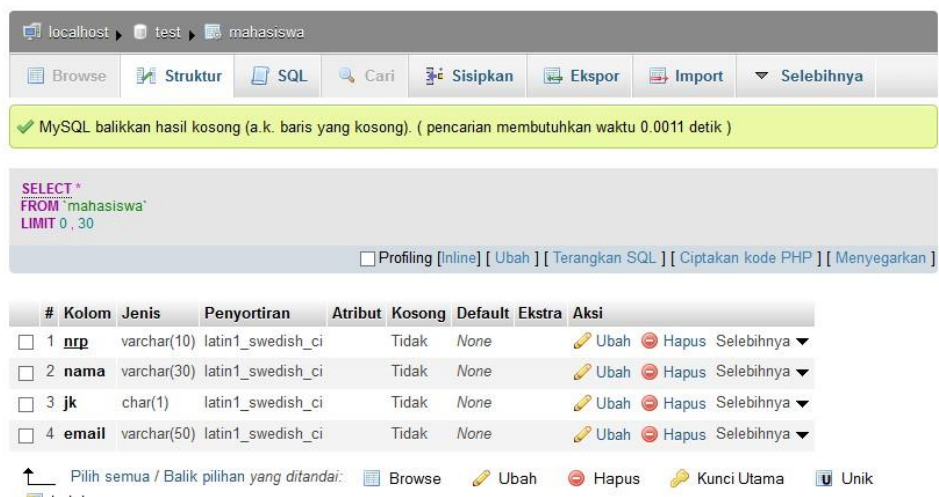 localhost ▸ test ▸ mahasiswa
Browse Struktur SQL Cari Sisipkan Ekspor Import Selebihnya
MySQL balikkan hasil kosong (a.k. baris yang kosong). ( pencarian membutuhkan waktu 0.0011 detik )
SELECT *
FROM `mahasiswa`
LIMIT 0 , 30
Profiling [Inline] [ Ubah ] [ Terangkan SQL ] [ Ciptakan kode PHP ] [ Menyegarkan ]
# Kolom Jenis Penyortiran Atribut Kosong Default Ekstra Aksi
1 nrp varchar(10) latin1_swedish_ci Tidak None Ubah Hapus Selebihnya
2 nama varchar(30) latin1_swedish_ci Tidak None Ubah Hapus Selebihnya
3 jk char(1) latin1_swedish_ci Tidak None Ubah Hapus Selebihnya
4 email varchar(50) latin1_swedish_ci Tidak None Ubah Hapus Selebihnya
Pilih semua / Balik pilihan yang ditandai: Browse Ubah Hapus Kunci Utama U Unik